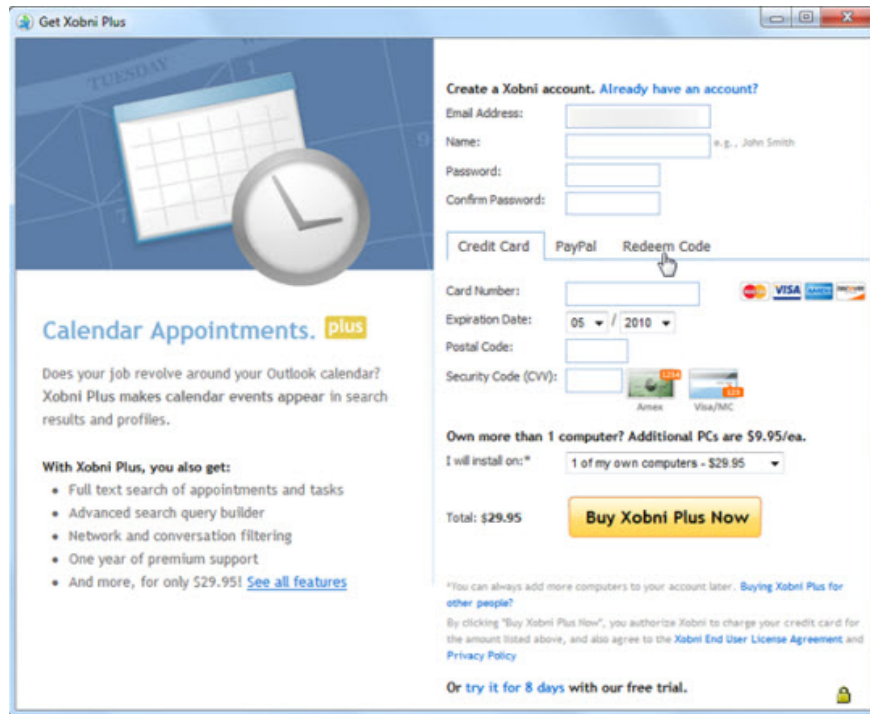 Get Xobni Plus
TUESDAY
1
9
7
Calendar Appointments. plus
Does your job revolve around your Outlook calendar?
Xobni Plus makes calendar events appear in search
results and profiles.
With Xobni Plus, you also get:
• Full text search of appointments and tasks
• Advanced search query builder
• Network and conversation filtering
• One year of premium support
• And more, for only $29.95! See all features
Create a Xobni account. Already have an account?
Email Address:
Name: e.g., John Smith
Password:
Confirm Password:
Credit Card PayPal Redeem Code
Card Number: VISA
Expiration Date: 05 / 2010
Postal Code:
Security Code (CVV): 1234 123
Amex Visa/MC
Own more than 1 computer? Additional PCs are $9.95/ea.
I will install on:* 1 of my own computers - $29.95
Total: $29.95 Buy Xobni Plus Now
*You can always add more computers to your account later. Buying Xobni Plus for
other people?
By clicking "Buy Xobni Plus Now", you authorize Xobni to charge your credit card for
the amount listed above, and also agree to the Xobni End User License Agreement and
Privacy Policy
Or try it for 8 days with our free trial.